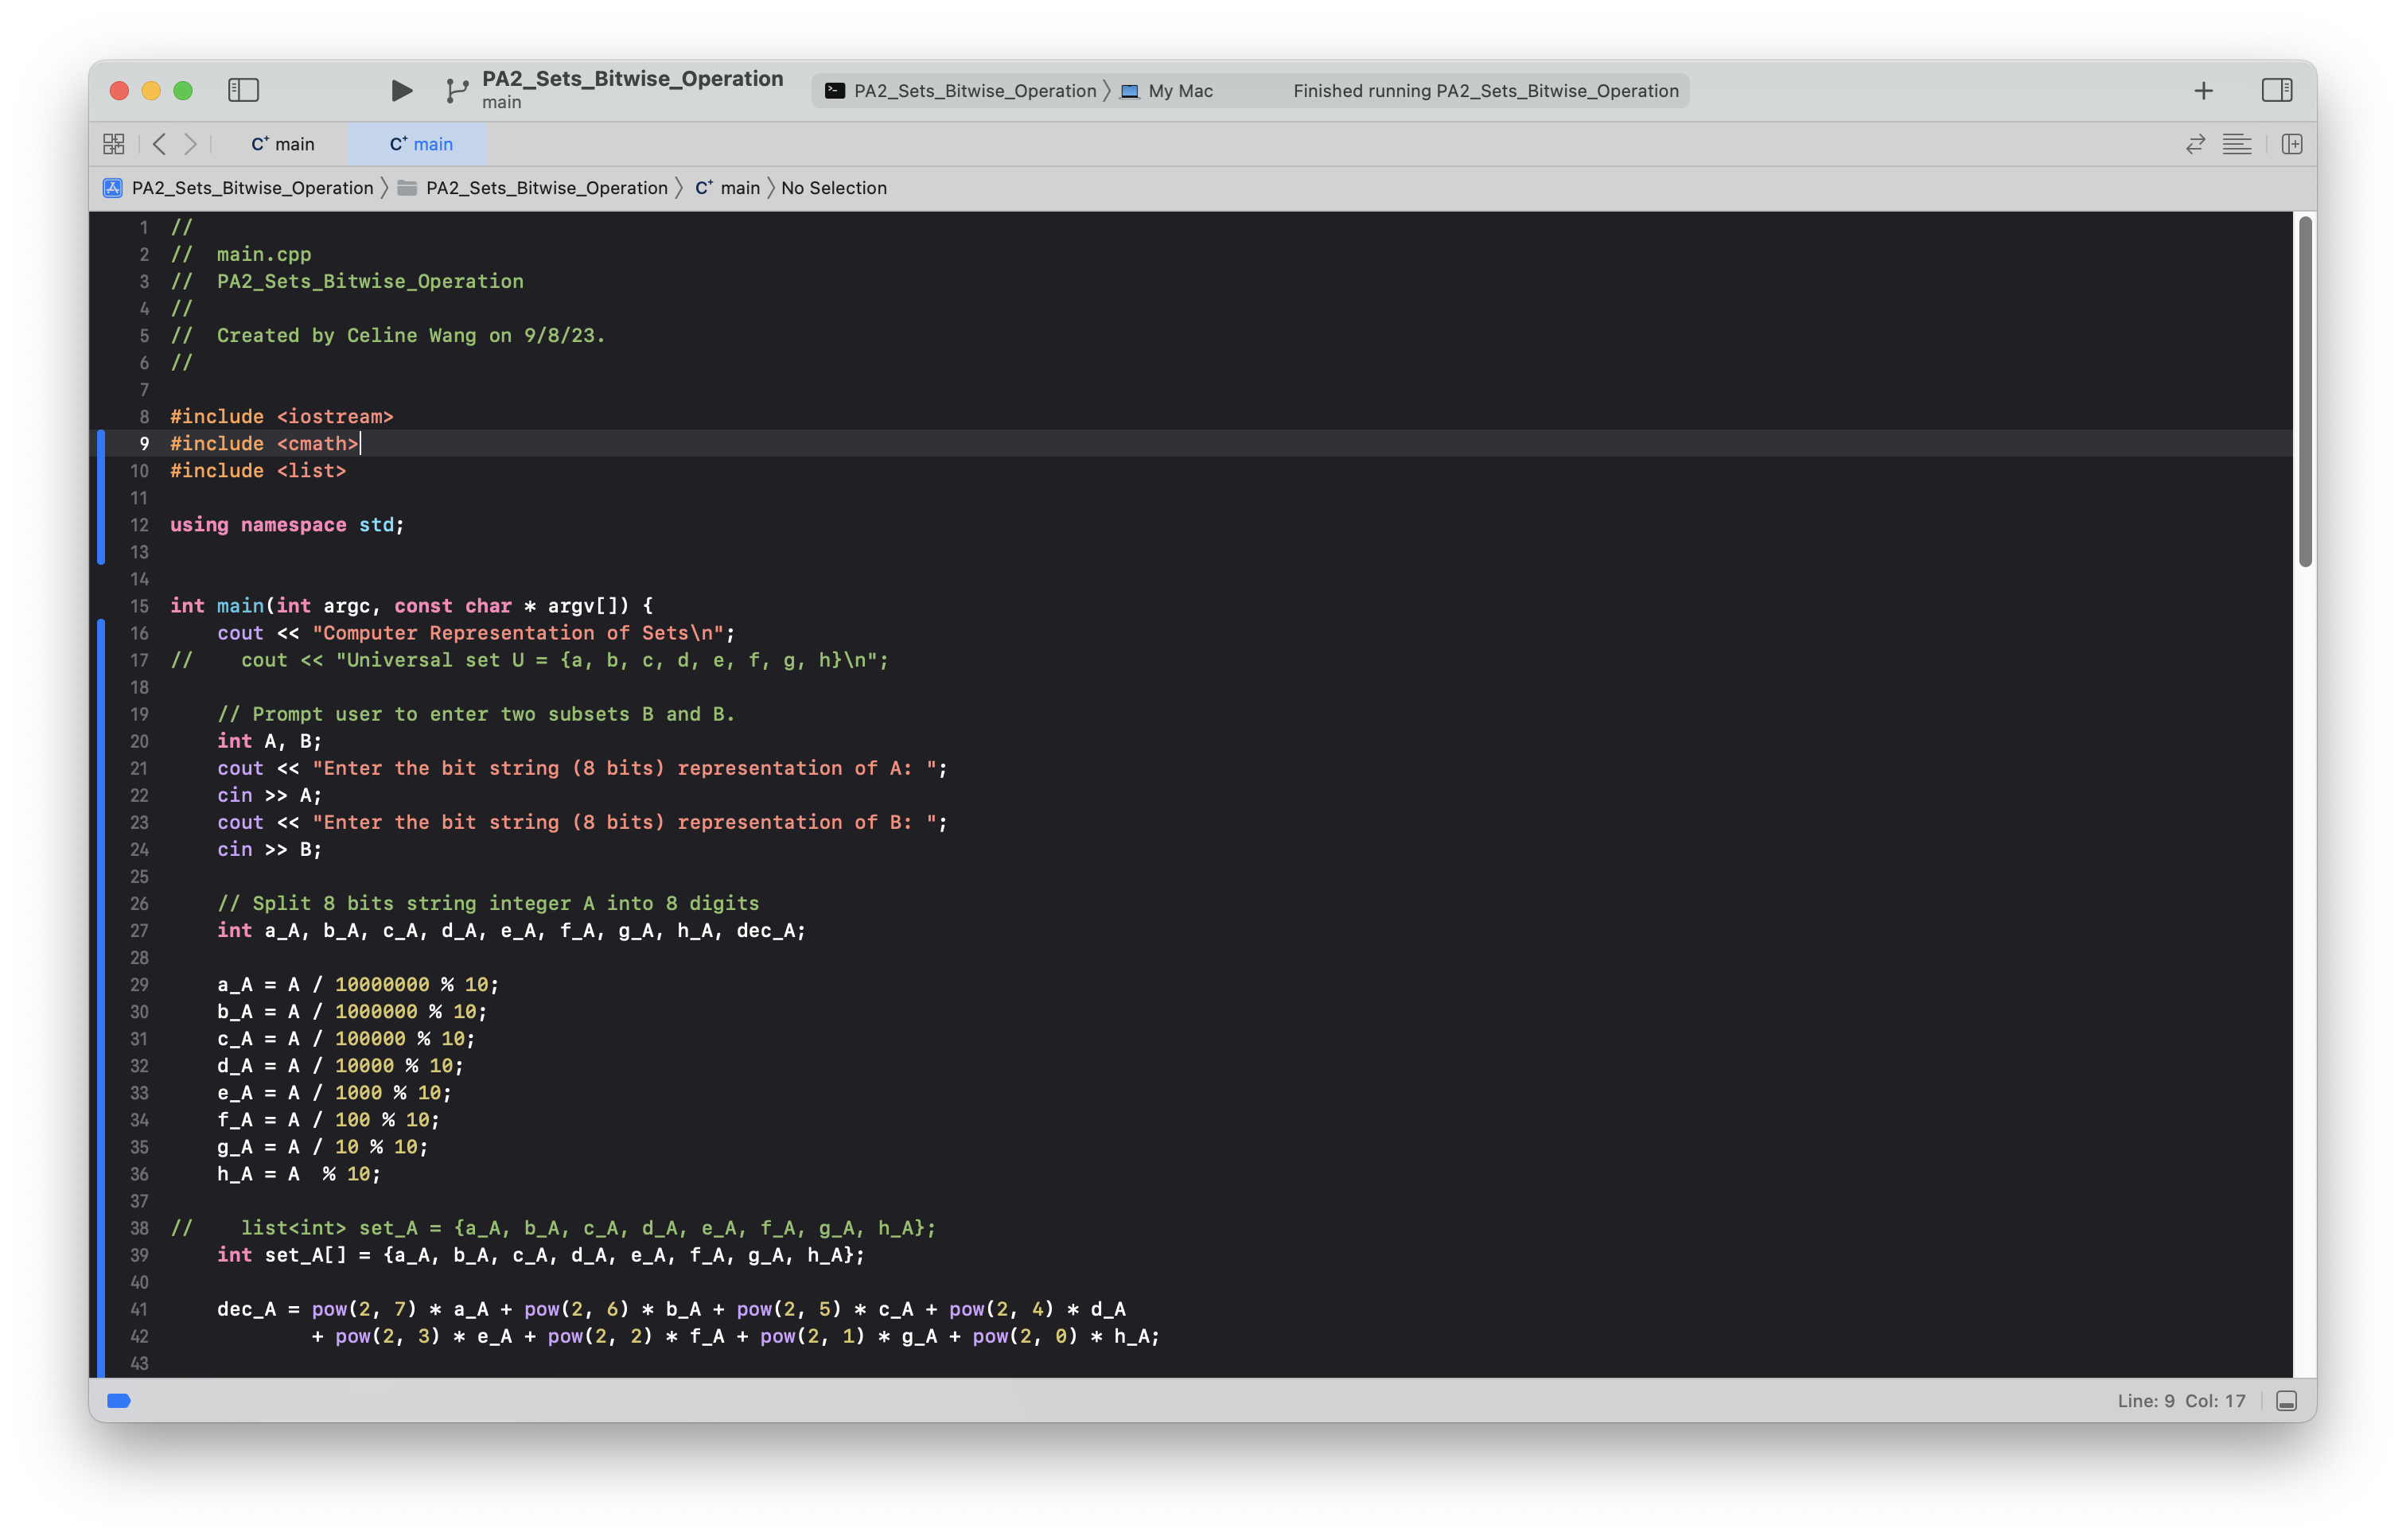 PA2_Sets_Bitwise_Operation
main
PA2_Sets_Bitwise_Operation 〉 My Mac Finished running PA2_Sets_Bitwise_Operation
main main
PA2_Sets_Bitwise_Operation 〉 PA2_Sets_Bitwise_Operation 〉 main 〉 No Selection
1 //
2 //  main.cpp
3 //  PA2_Sets_Bitwise_Operation
4 //
5 //  Created by Celine Wang on 9/8/23.
6 //
7
8 #include <iostream>
9 #include <cmath>
10 #include <list>
11
12 using namespace std;
13
14
15 int main(int argc, const char * argv[]) {
16     cout << "Computer Representation of Sets\n";
17 //    cout << "Universal set U = {a, b, c, d, e, f, g, h}\n";
18
19     // Prompt user to enter two subsets B and B.
20     int A, B;
21     cout << "Enter the bit string (8 bits) representation of A: ";
22     cin >> A;
23     cout << "Enter the bit string (8 bits) representation of B: ";
24     cin >> B;
25
26     // Split 8 bits string integer A into 8 digits
27     int a_A, b_A, c_A, d_A, e_A, f_A, g_A, h_A, dec_A;
28
29     a_A = A / 10000000 % 10;
30     b_A = A / 1000000 % 10;
31     c_A = A / 100000 % 10;
32     d_A = A / 10000 % 10;
33     e_A = A / 1000 % 10;
34     f_A = A / 100 % 10;
35     g_A = A / 10 % 10;
36     h_A = A  % 10;
37
38 //    list<int> set_A = {a_A, b_A, c_A, d_A, e_A, f_A, g_A, h_A};
39     int set_A[] = {a_A, b_A, c_A, d_A, e_A, f_A, g_A, h_A};
40
41     dec_A = pow(2, 7) * a_A + pow(2, 6) * b_A + pow(2, 5) * c_A + pow(2, 4) * d_A
42             + pow(2, 3) * e_A + pow(2, 2) * f_A + pow(2, 1) * g_A + pow(2, 0) * h_A;
43
Line: 9 Col: 17